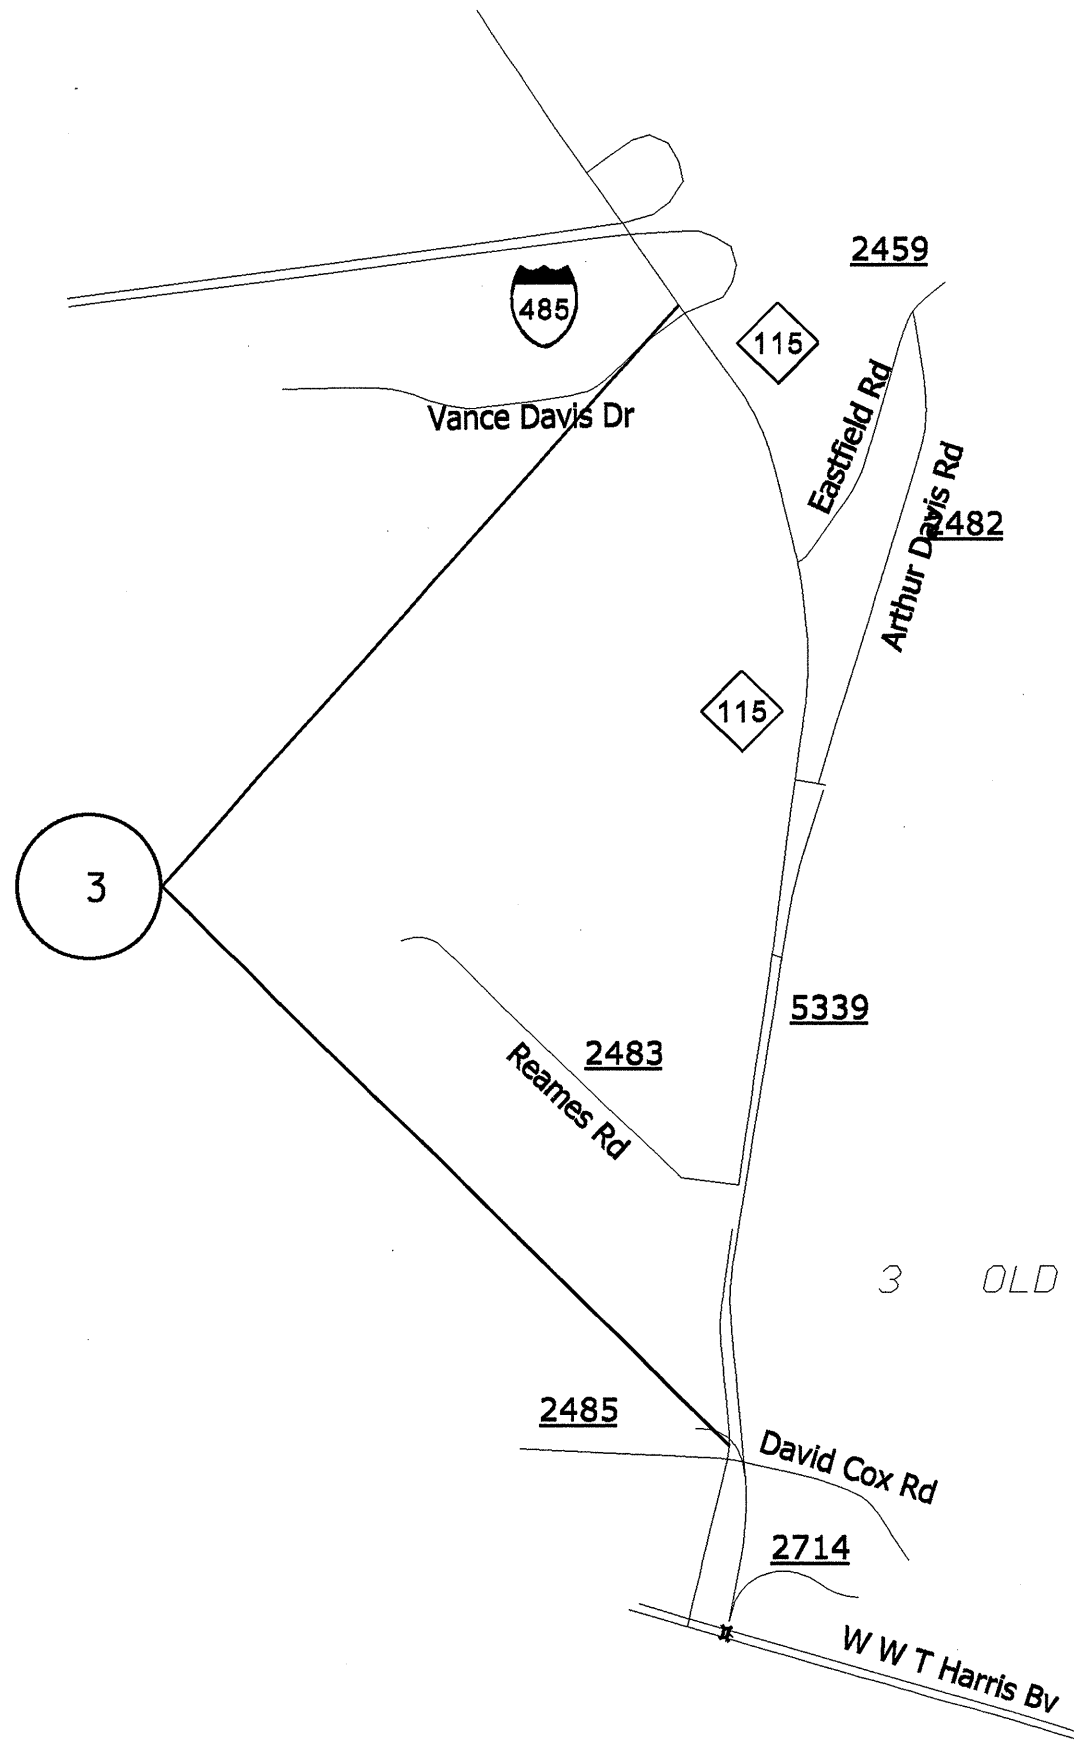 2459
485
115
Eastfield Rd
Vance Davis Dr
Arthur Davis Rd
2482
115
3
5339
2483
Reames Rd
3 OLD
2485
David Cox Rd
2714
W W T Harris Bv